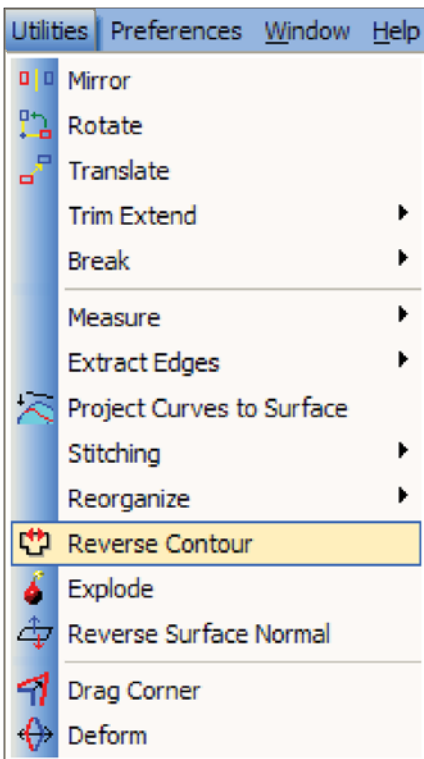 Utilities Preferences Window Help
Mirror
Rotate
Translate
Trim Extend
Break
Measure
Extract Edges
Project Curves to Surface
Stitching
Reorganize
Reverse Contour
Explode
Reverse Surface Normal
Drag Corner
Deform